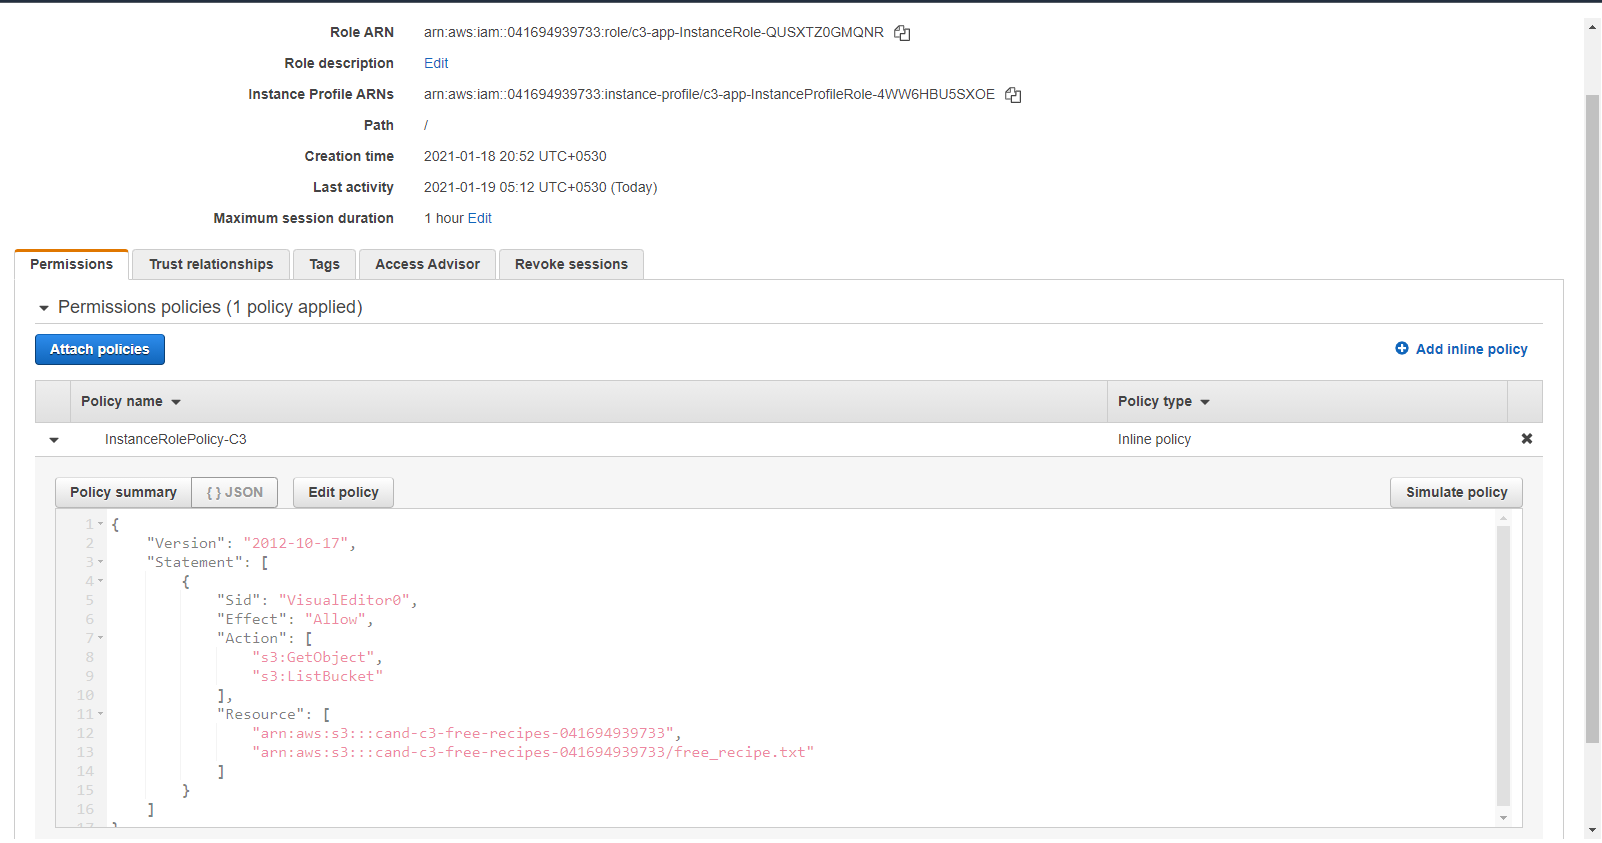 Role ARN arn:aws:iam::041694939733:role/c3-app-InstanceRole-QUSXTZ0GMQNR
Role description Edit
Instance Profile ARNs arn:aws:iam::041694939733:instance-profile/c3-app-InstanceProfileRole-4WW6HBU5SXOE
Path /
Creation time 2021-01-18 20:52 UTC+0530
Last activity 2021-01-19 05:12 UTC+0530 (Today)
Maximum session duration 1 hour Edit
Permissions Trust relationships Tags Access Advisor Revoke sessions
Permissions policies (1 policy applied)
Attach policies Add inline policy
Policy name Policy type
InstanceRolePolicy-C3 Inline policy
Policy summary { } JSON Edit policy Simulate policy
1 {
2 "Version": "2012-10-17",
3 "Statement": [
4 {
5 "Sid": "VisualEditor0",
6 "Effect": "Allow",
7 "Action": [
8 "s3:GetObject",
9 "s3:ListBucket"
10 ],
11 "Resource": [
12 "arn:aws:s3:::cand-c3-free-recipes-041694939733",
13 "arn:aws:s3:::cand-c3-free-recipes-041694939733/free_recipe.txt"
14 ]
15 }
16 ]
17 }